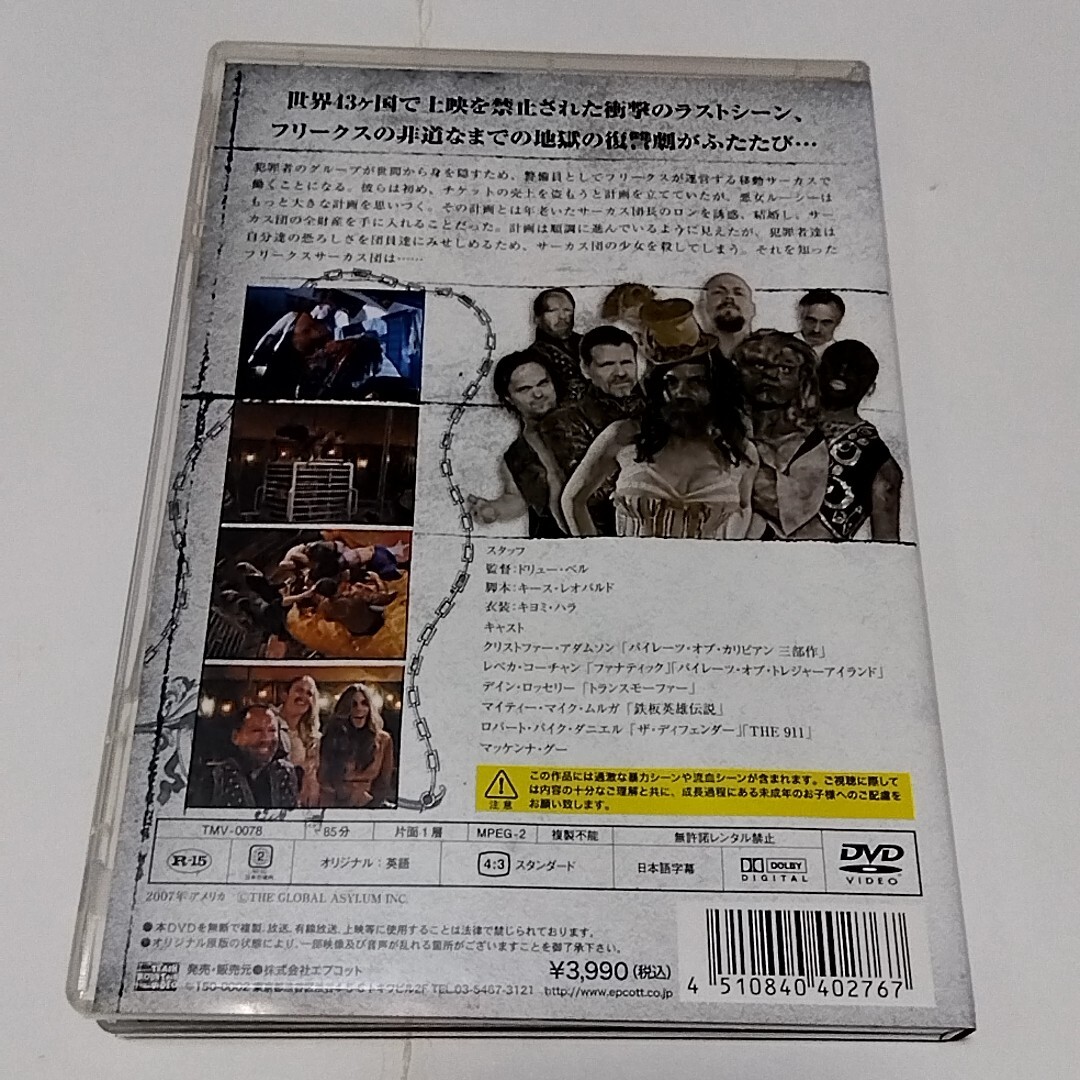 世界43ヶ国で上映を禁止された衝撃のラストシーン、
フリークスの非道なまでの地獄の復讐劇がふたたび…
犯罪者のグループが世間から身を隠すため、警備員としてフリークスが運営する移動サーカスで
働くことになる。彼らは初め、チケットの売上を盗もうと計画を立てていたが、悪女ルーシーは
もっと大きな計画を思いつく。その計画とは年老いたサーカス団長のロンを誘惑、結婚し、サー
カス団の全財産を手に入れることだった。計画は順調に進んでいるように見えたが、犯罪者達は
自分達の恐ろしさを団員達にみせしめるため、サーカス団の少女を殺してしまう。それを知った
フリークスサーカス団は……
スタッフ
監督:ドリュー・ベル
脚本:キース・レオパルド
衣装:キヨミ・ハラ
キャスト
クリストファー・アダムソン「パイレーツ・オブ・カリビアン 三部作」
レベカ・コーチャン「ファナティック」「パイレーツ・オブ・トレジャーアイランド」
デイン・ロッセリー「トランスモーファー」
マイティー・マイク・ムルガ「鉄板英雄伝説」
ロバート・パイク・ダニエル「ザ・ディフェンダー」「THE 911」
マッケンナ・グー
注意
この作品には過激な暴力シーンや流血シーンが含まれます。ご視聴に際して
は内容の十分なご理解と共に、成長過程にある未成年のお子様へのご配慮を
お願い致します。
TMV-0078 85分 片面1層 MPEG-2 複製不能 無許諾レンタル禁止
R-15 2 オリジナル:英語 4:3 スタンダード 日本語字幕 DOLBY DIGITAL DVD VIDEO
2007年 アメリカ ©THE GLOBAL ASYLUM INC.
●本DVDを無断で複製、放送、有線放送、上映等に使用することは法律で禁じられております。
●オリジナル原版の状態により、一部映像及び音声が乱れる箇所がございますことを御了承下さい。
発売・販売元●株式会社エプコット
¥3,990(税込)
〒150-0002 TEL.03-5467-3121 http://www.epcott.co.jp
4 510840 402767